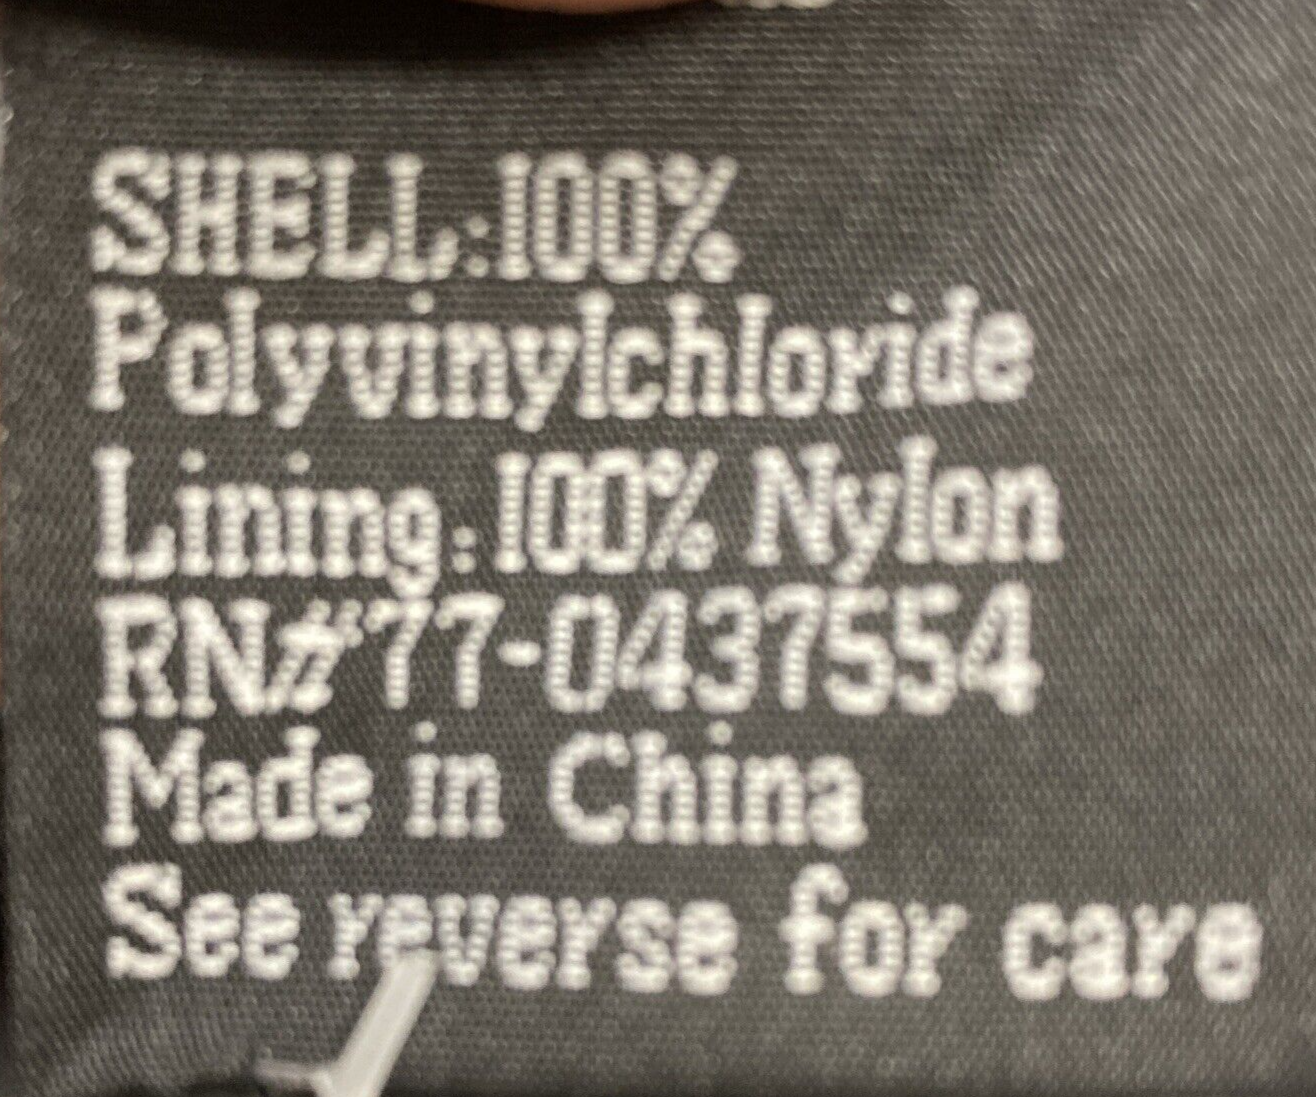 SHELL:100%
Polyvinylchloride
Lining:100% Nylon
RN#77-0437554
Made in China
See reverse for care